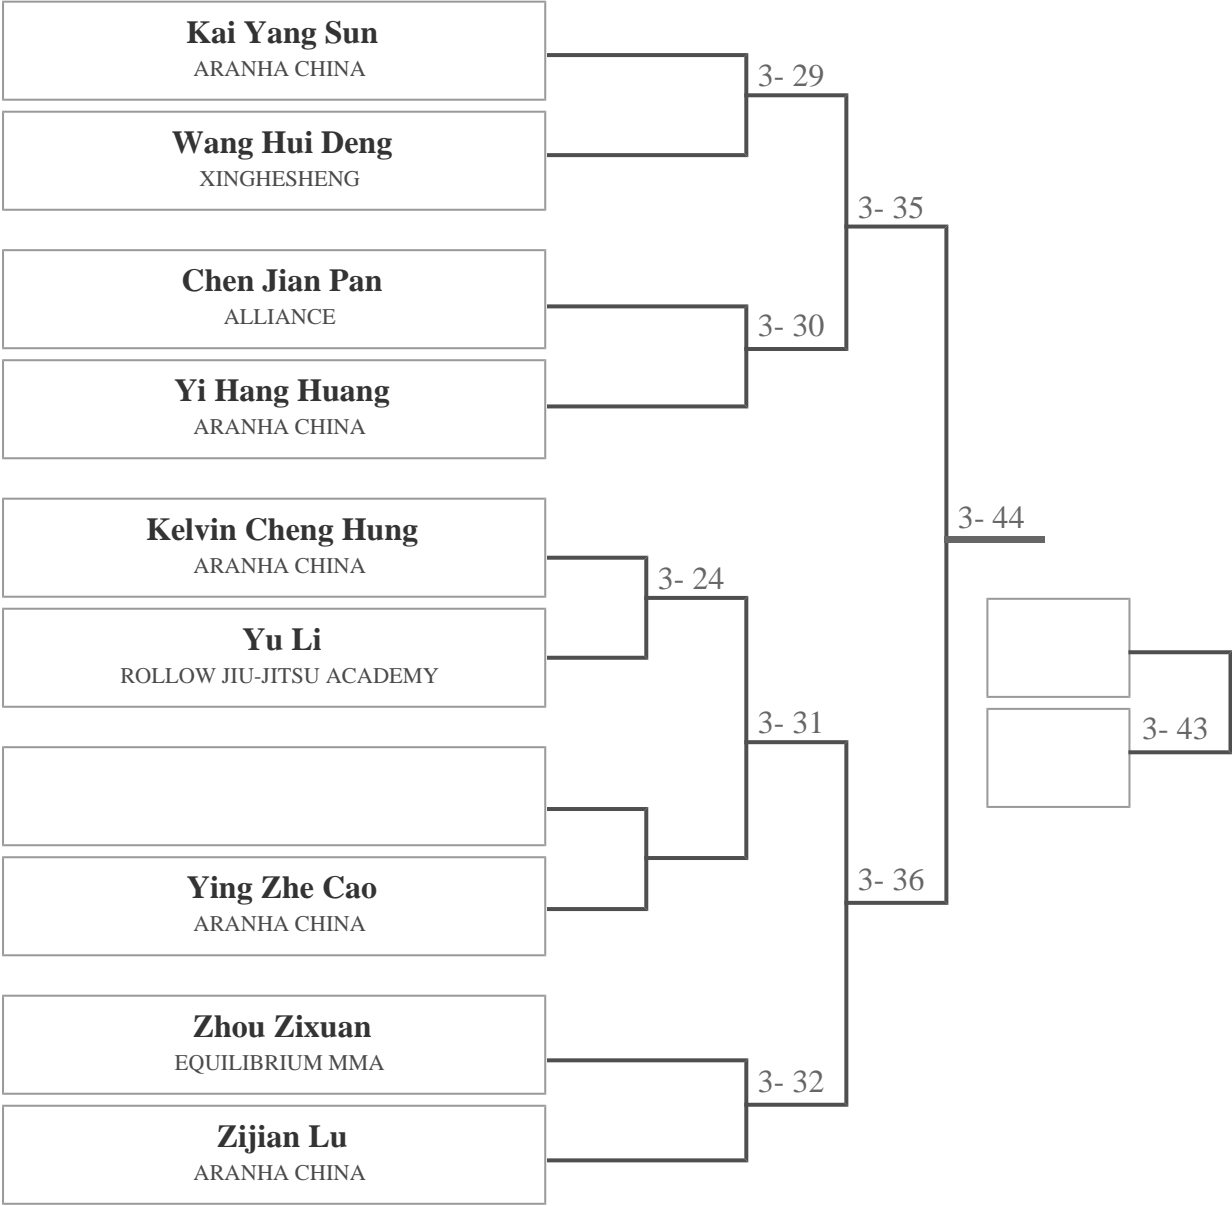 Kai Yang Sun
ARANHA CHINA
3- 29
Wang Hui Deng
XINGHESHENG
3- 35
Chen Jian Pan
ALLIANCE
3- 30
Yi Hang Huang
ARANHA CHINA
3- 44
Kelvin Cheng Hung
ARANHA CHINA
3- 24
Yu Li
ROLLOW JIU-JITSU ACADEMY
3- 31
3- 43
Ying Zhe Cao
ARANHA CHINA
3- 36
Zhou Zixuan
EQUILIBRIUM MMA
3- 32
Zijian Lu
ARANHA CHINA